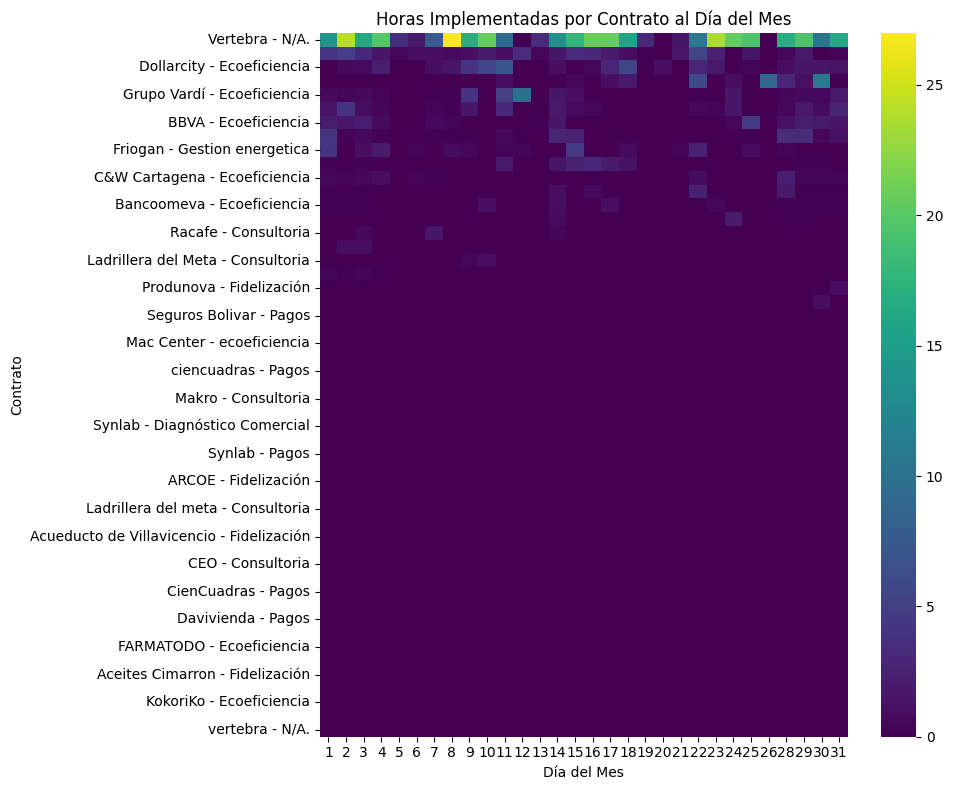 Horas Implementadas por Contrato al Día del Mes
Contrato
Vertebra - N/A.
Dollarcity - Ecoeficiencia
Grupo Vardí - Ecoeficiencia
BBVA - Ecoeficiencia
Friogan - Gestion energetica
C&W Cartagena - Ecoeficiencia
Bancoomeva - Ecoeficiencia
Racafe - Consultoria
Ladrillera del Meta - Consultoria
Produnova - Fidelización
Seguros Bolivar - Pagos
Mac Center - ecoeficiencia
ciencuadras - Pagos
Makro - Consultoria
Synlab - Diagnóstico Comercial
Synlab - Pagos
ARCOE - Fidelización
Ladrillera del meta - Consultoria
Acueducto de Villavicencio - Fidelización
CEO - Consultoria
CienCuadras - Pagos
Davivienda - Pagos
FARMATODO - Ecoeficiencia
Aceites Cimarron - Fidelización
KokoriKo - Ecoeficiencia
vertebra - N/A.
1 2 3 4 5 6 7 8 9 10 11 12 13 14 15 16 17 18 19 20 21 22 23 24 25 26 28 29 30 31
Día del Mes
25
20
15
10
5
0